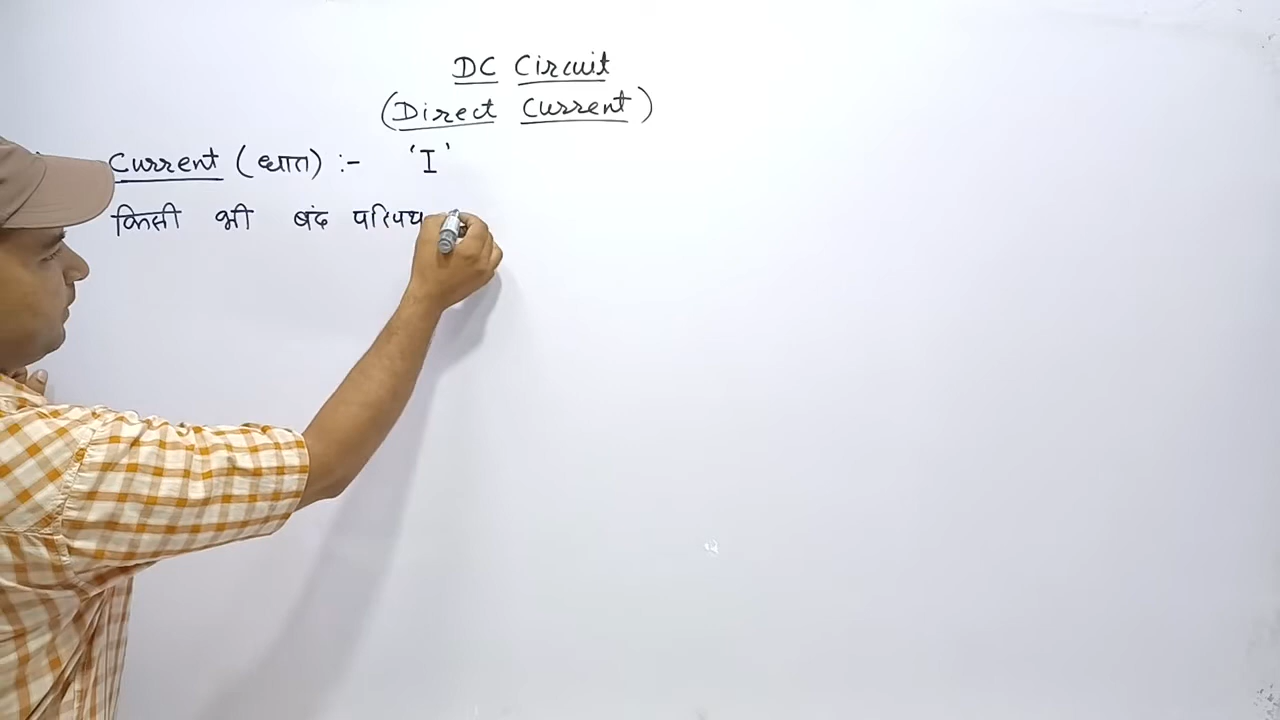 DC Circuit
(Direct Current)
Current (धारा) :- 'I'
किसी भी बंद परिपथ